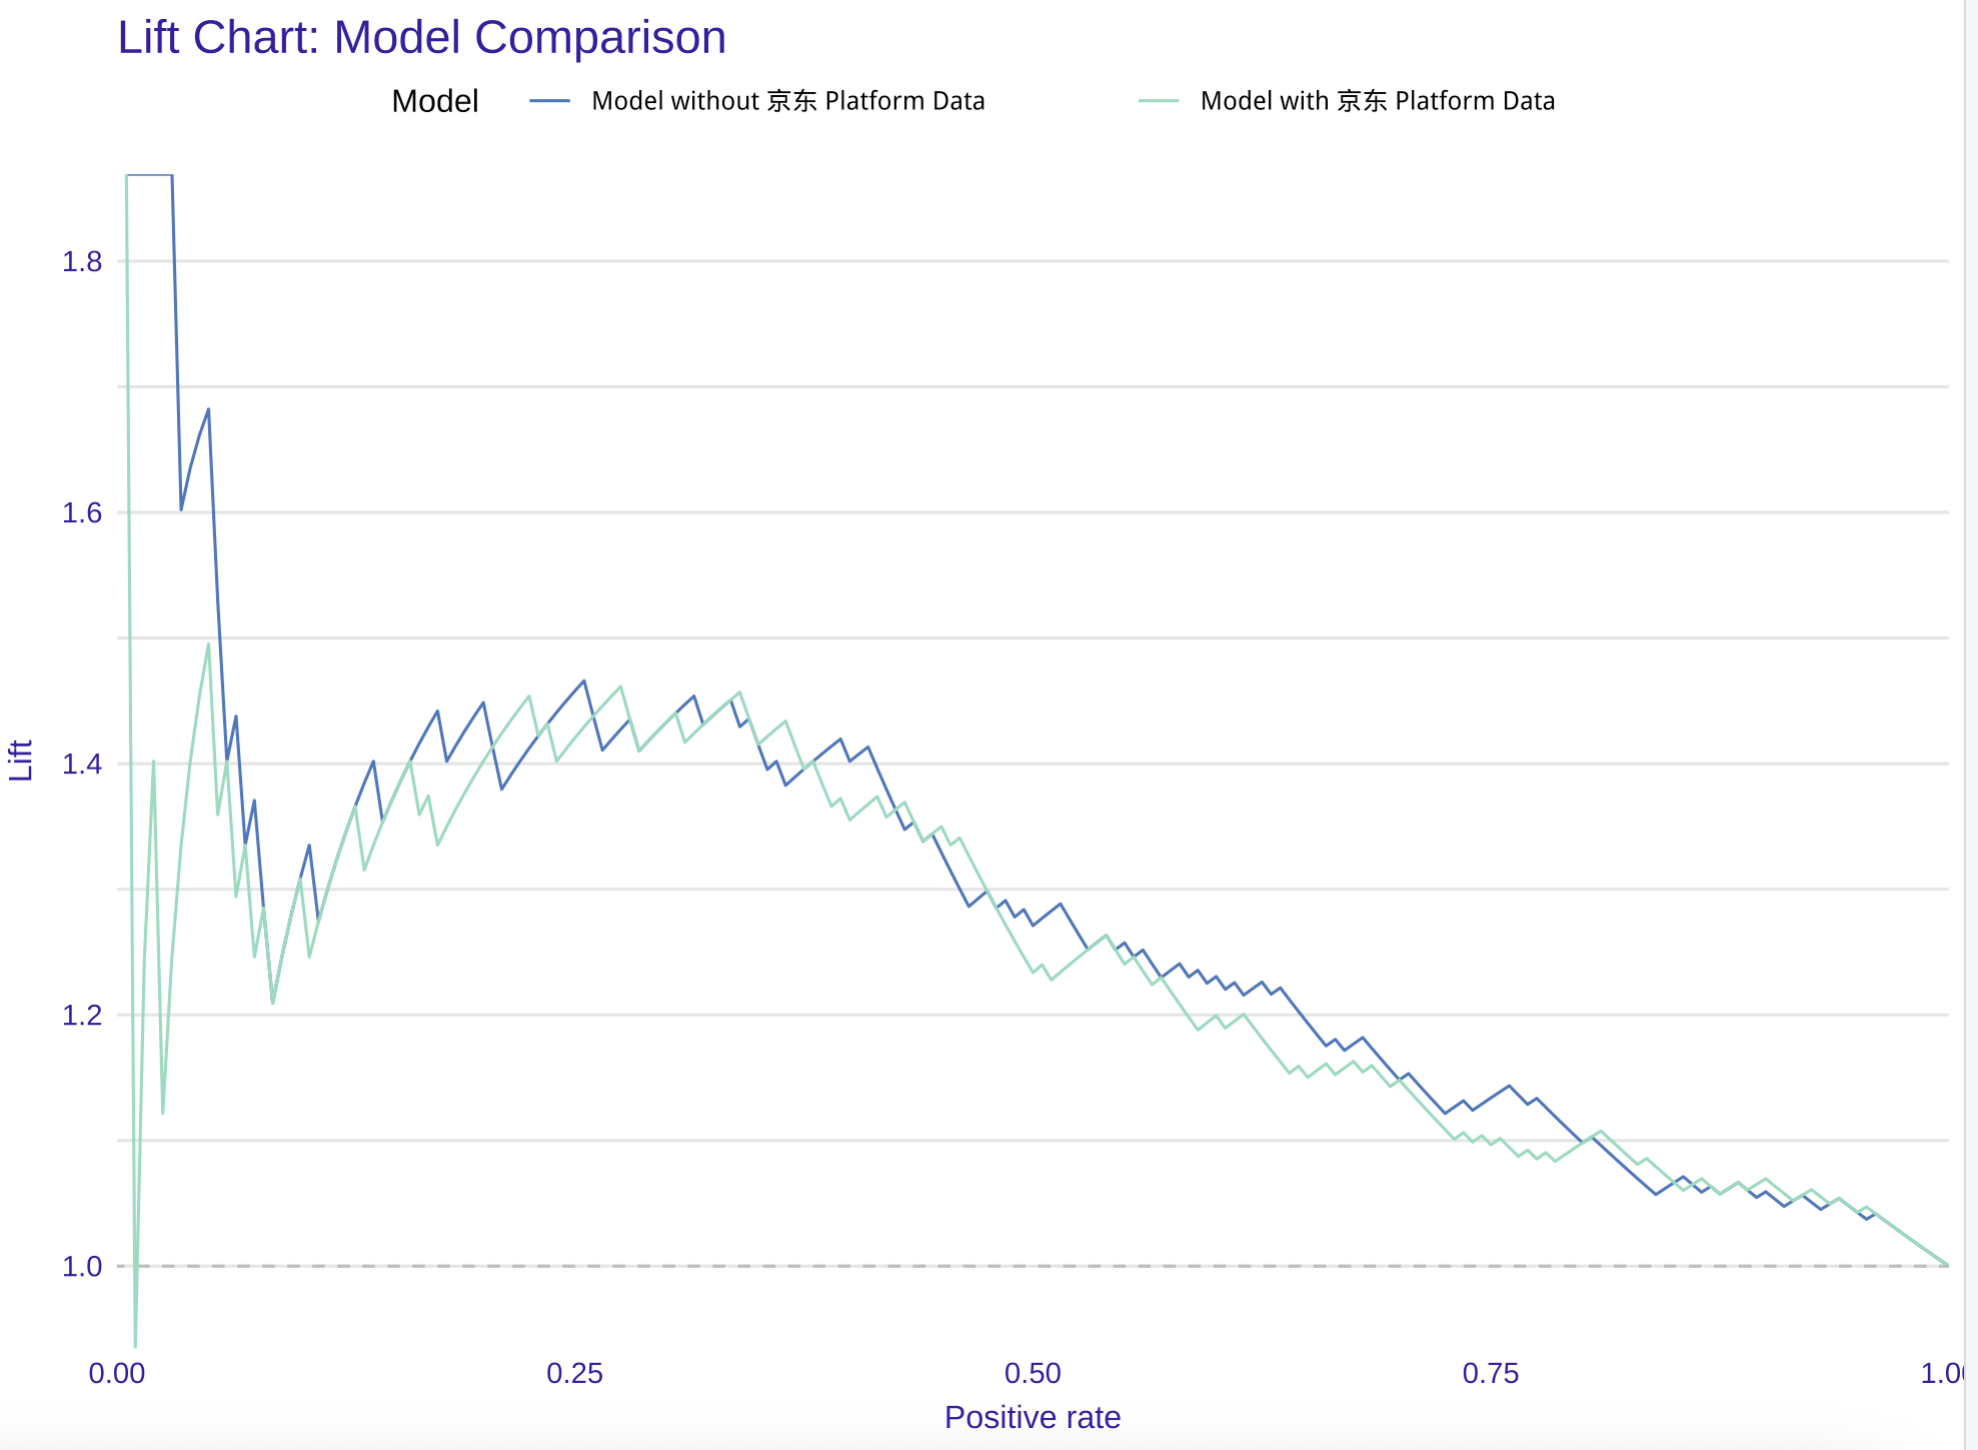 Lift Chart: Model Comparison
Model Model without 京东 Platform Data Model with 京东 Platform Data
1.8
1.6
1.4
1.2
1.0
Lift
0.00 0.25 0.50 0.75 1.00
Positive rate